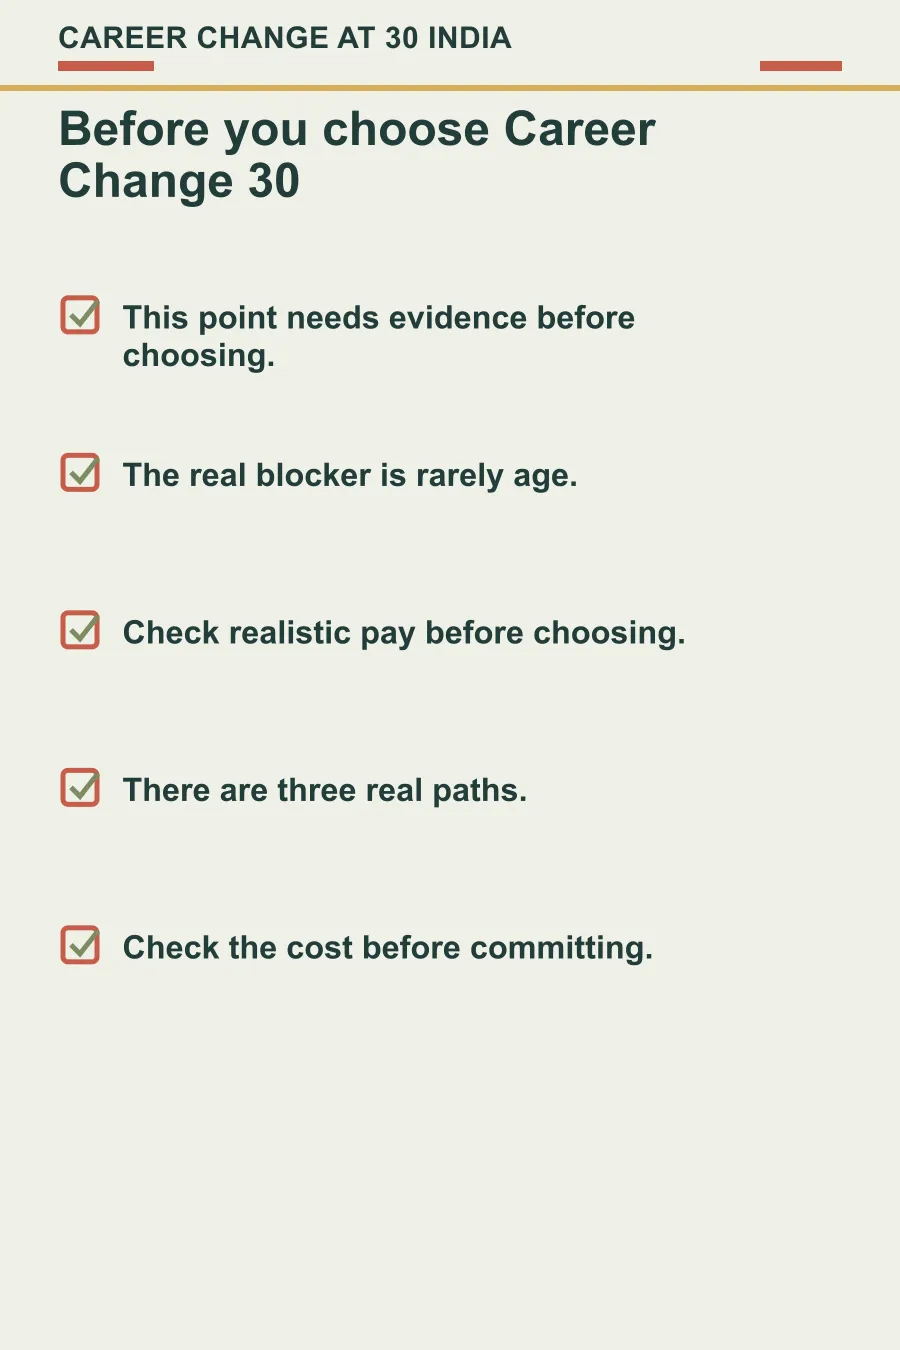 CAREER CHANGE AT 30 INDIA
Before you choose Career
Change 30
This point needs evidence before
choosing.
The real blocker is rarely age.
Check realistic pay before choosing.
There are three real paths.
Check the cost before committing.